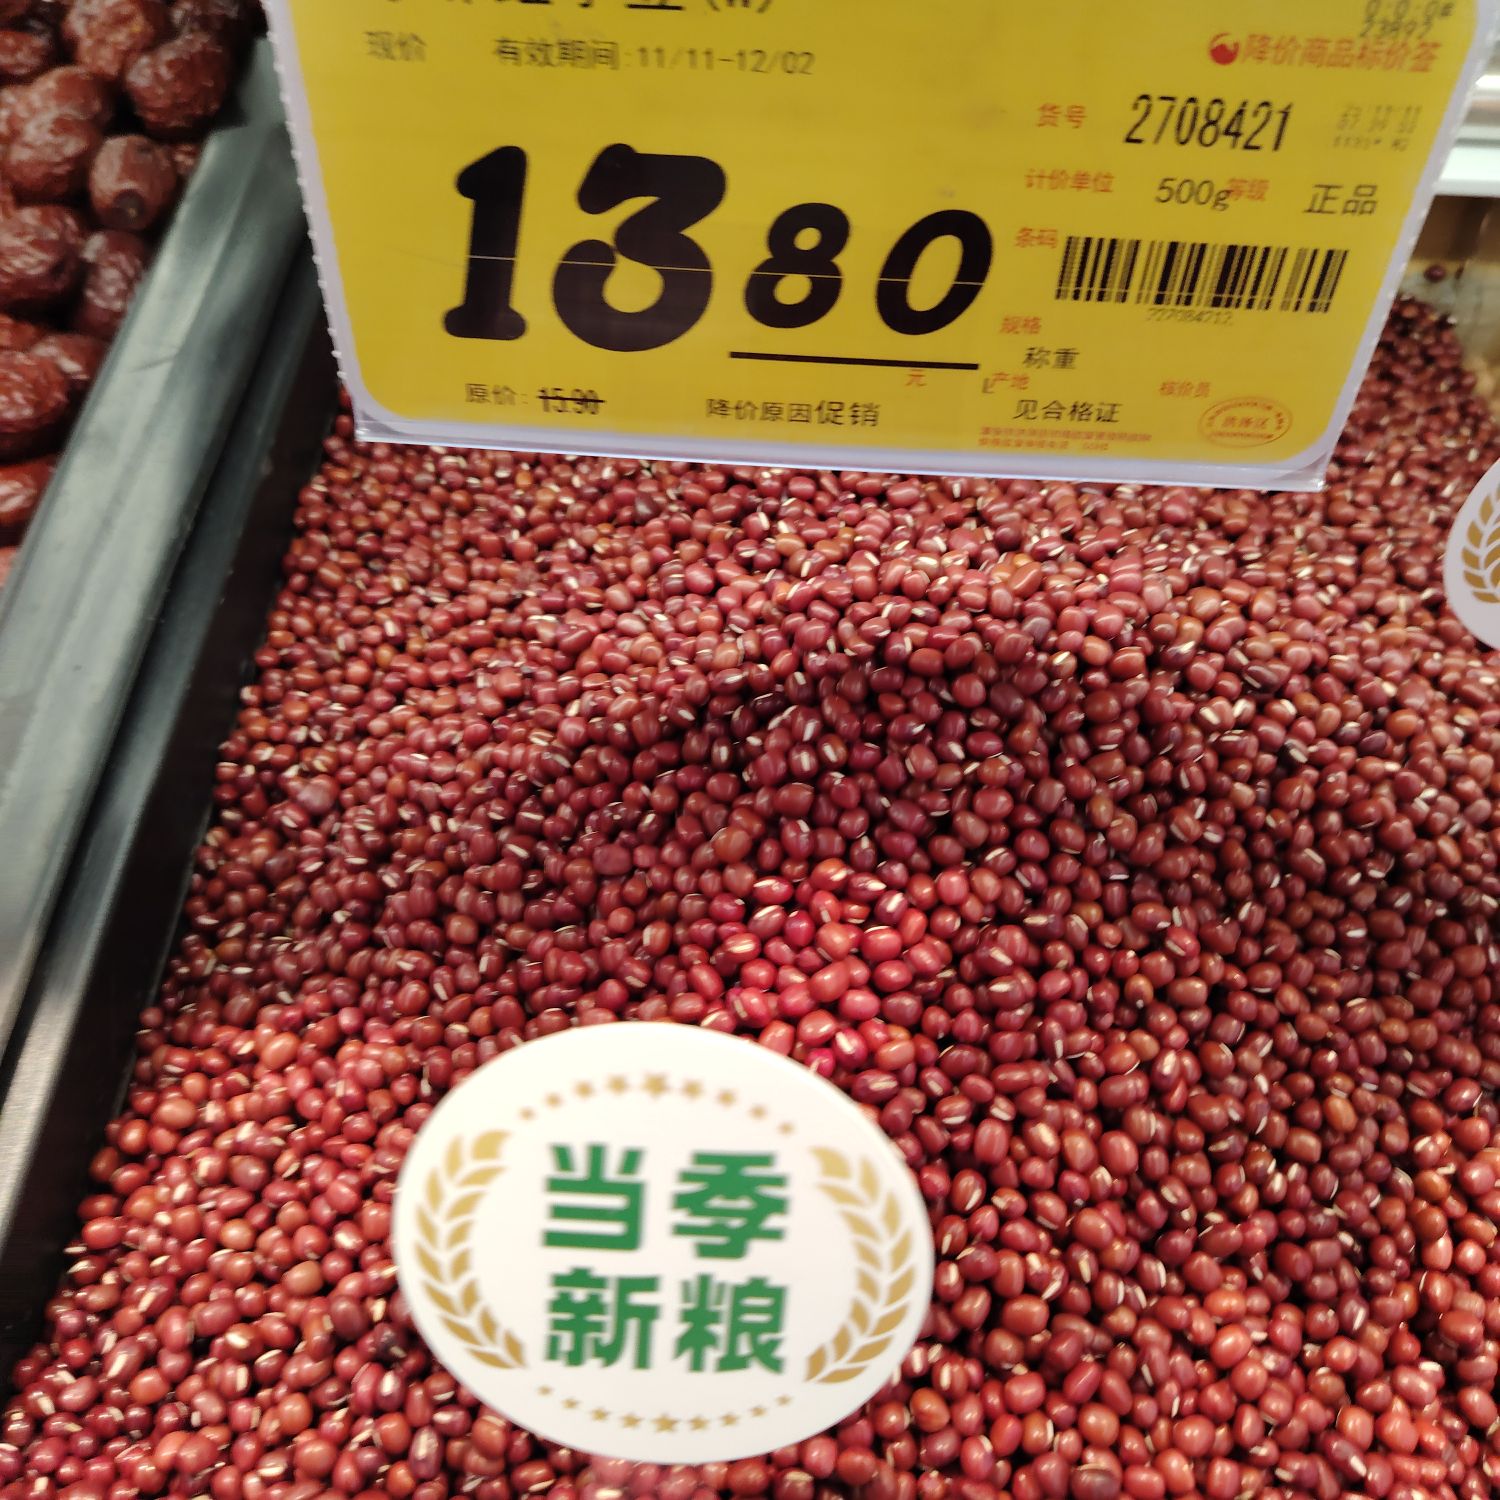 现价 有效期间:11/11-12/02
降价商品标价签
货号 2708421
计价单位 500g 等级 正品
1380
条码
规格
称重
元
产地
核价员
原价: 15.90
降价原因促销
见合格证
当季
新粮